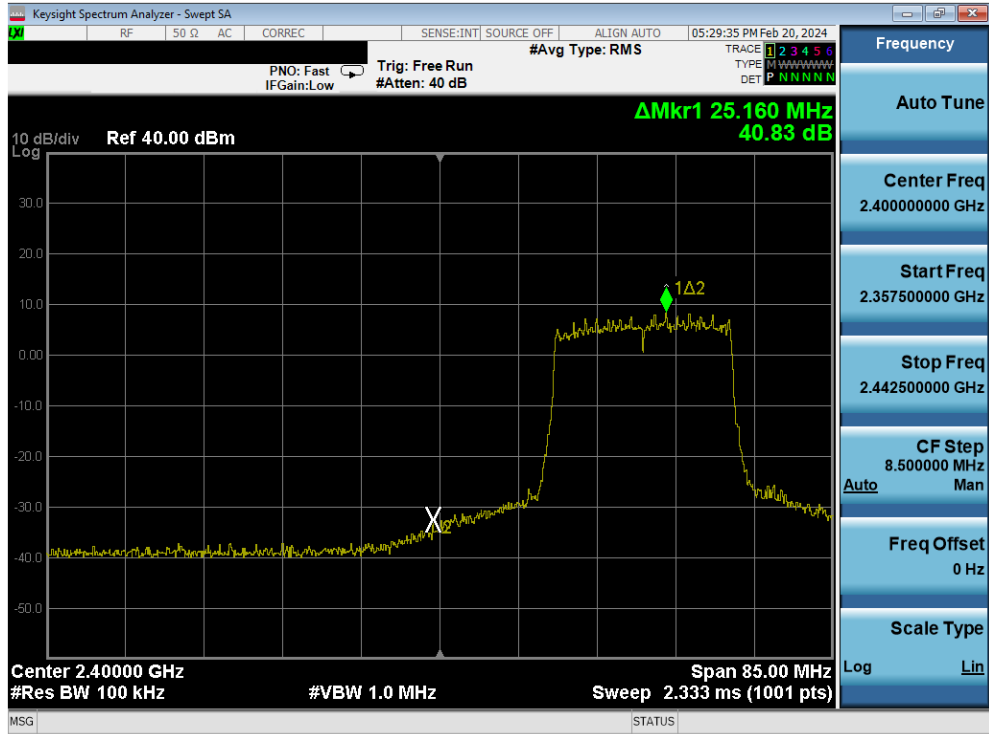 Keysight Spectrum Analyzer - Swept SA
LXI RF 50 Ω AC CORREC SENSE:INT SOURCE OFF ALIGN AUTO 05:29:35 PM Feb 20, 2024
#Avg Type: RMS TRACE 1 2 3 4 5 6
PNO: Fast Trig: Free Run TYPE M WWWWW
IFGain:Low #Atten: 40 dB DET P N N N N N
ΔMkr1 25.160 MHz
40.83 dB
10 dB/div Ref 40.00 dBm
Log
30.0
20.0
10.0
0.00
-10.0
-20.0
-30.0
-40.0
-50.0
1Δ2
X2
Center 2.40000 GHz Span 85.00 MHz
#Res BW 100 kHz #VBW 1.0 MHz Sweep 2.333 ms (1001 pts)
MSG STATUS
Frequency
Auto Tune
Center Freq
2.400000000 GHz
Start Freq
2.357500000 GHz
Stop Freq
2.442500000 GHz
CF Step
8.500000 MHz
Auto Man
Freq Offset
0 Hz
Scale Type
Log Lin